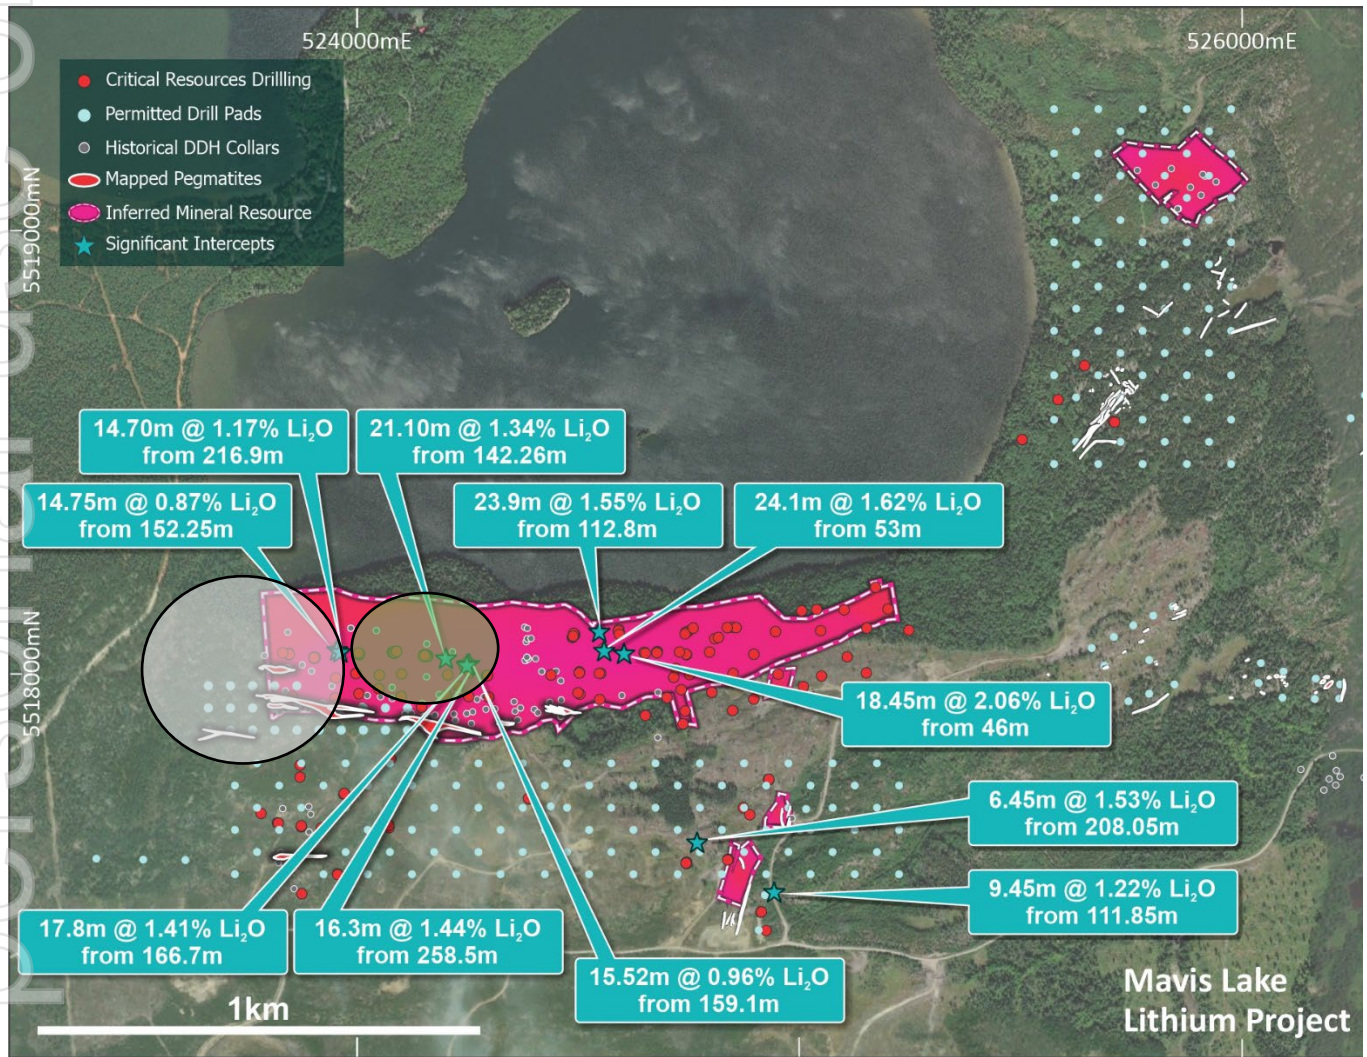 524000mE
526000mE
Critical Resources Drillling
Permitted Drill Pads
Historical DDH Collars
Mapped Pegmatites
Inferred Mineral Resource
Significant Intercepts
5519000mN
14.70m @ 1.17% Li₂O
from 216.9m
21.10m @ 1.34% Li₂O
from 142.26m
14.75m @ 0.87% Li₂O
from 152.25m
23.9m @ 1.55% Li₂O
from 112.8m
24.1m @ 1.62% Li₂O
from 53m
5518000mN
18.45m @ 2.06% Li₂O
from 46m
6.45m @ 1.53% Li₂O
from 208.05m
9.45m @ 1.22% Li₂O
from 111.85m
17.8m @ 1.41% Li₂O
from 166.7m
16.3m @ 1.44% Li₂O
from 258.5m
15.52m @ 0.96% Li₂O
from 159.1m
1km
Mavis Lake
Lithium Project